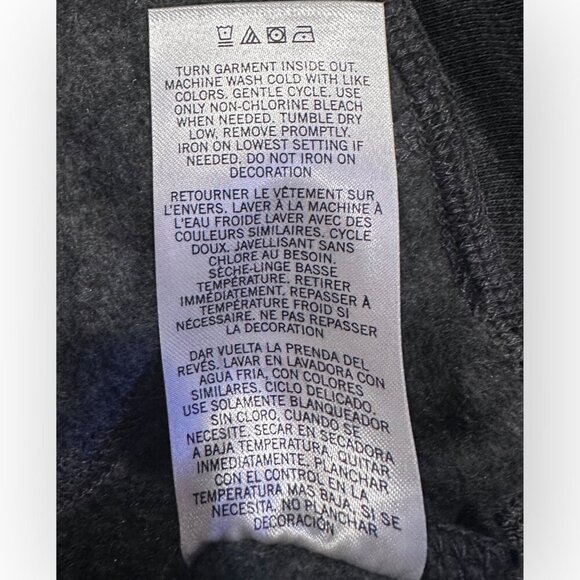 TURN GARMENT INSIDE OUT.
MACHINE WASH COLD WITH LIKE
COLORS. GENTLE CYCLE. USE
ONLY NON-CHLORINE BLEACH
WHEN NEEDED. TUMBLE DRY
LOW, REMOVE PROMPTLY.
IRON ON LOWEST SETTING IF
NEEDED. DO NOT IRON ON
DECORATION
RETOURNER LE VÊTEMENT SUR
L'ENVERS. LAVER À LA MACHINE À
L'EAU FROIDE LAVER AVEC DES
COULEURS SIMILAIRES. CYCLE
DOUX. JAVELLISANT SANS
CHLORE AU BESOIN.
SÈCHE-LINGE BASSE
TEMPÉRATURE. RETIRER
IMMÉDIATEMENT. REPASSER À
TEMPÉRATURE FROID SI
NÉCESSAIRE. NE PAS REPASSER
LA DECORATION
DAR VUELTA LA PRENDA DEL
REVÉS. LAVAR EN LAVADORA CON
AGUA FRIA, CON COLORES
SIMILARES. CICLO DELICADO.
USE SOLAMENTE BLANQUEADOR
SIN CLORO, CUANDO SE
NECESITE. SECAR EN SECADORA
A BAJA TEMPERATURA, QUITAR
INMEDIATAMENTE. PLANCHAR
CON EL CONTROL EN LA
TEMPERATURA MAS BAJA, SI SE
NECESITA, NO PLANCHAR
DECORACIÓN